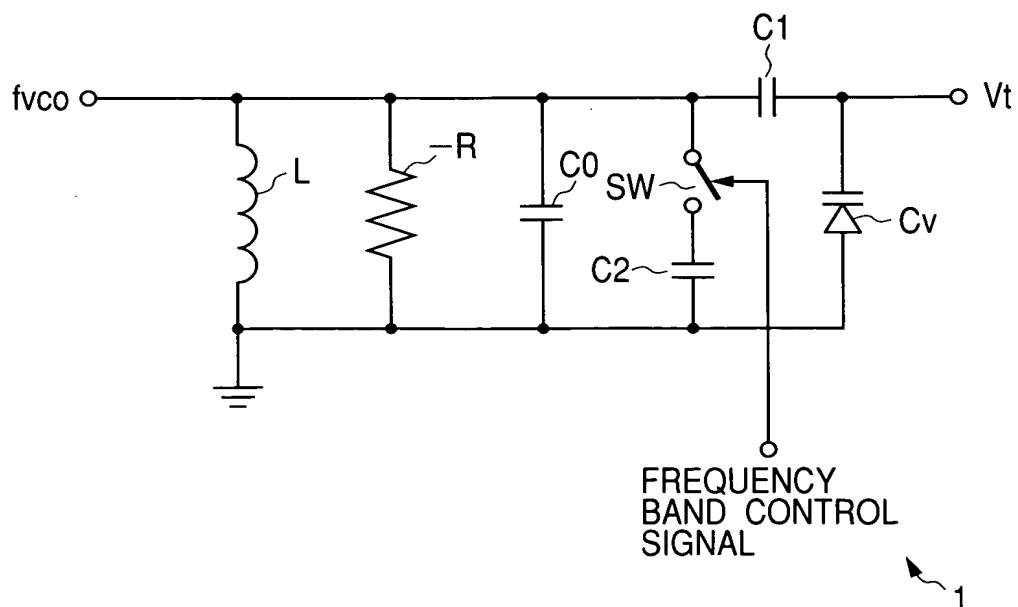 C1
fvco
Vt
L
−R
C0
SW
Cv
C2
FREQUENCY
BAND CONTROL
SIGNAL
1